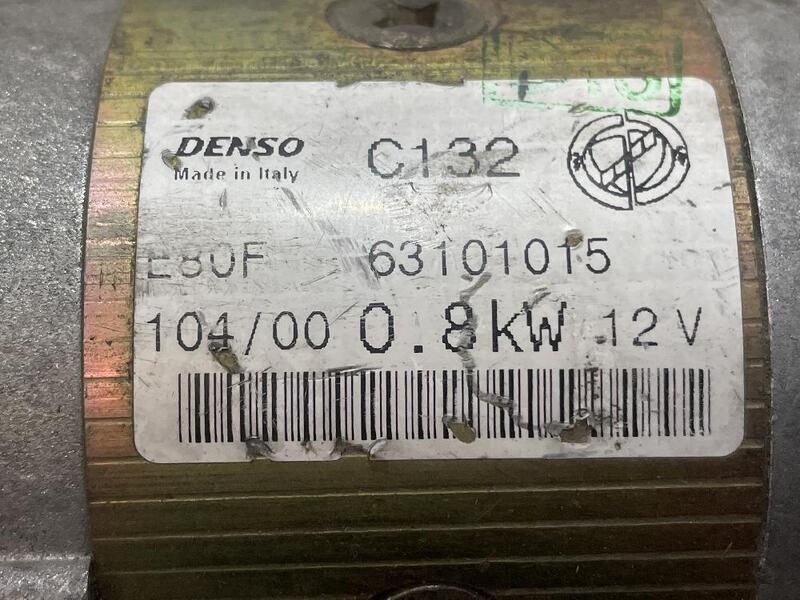 DENSO C132
Made in Italy
E80F 63101015
104/00 0.8kW 12V